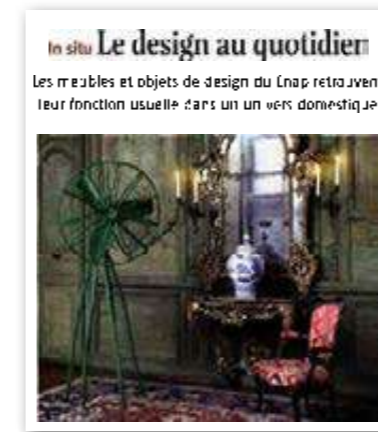 In situ Le design au quotidien
Les meubles et objets de design du Cnap retrouvent
leur fonction usuelle dans un univers domestique